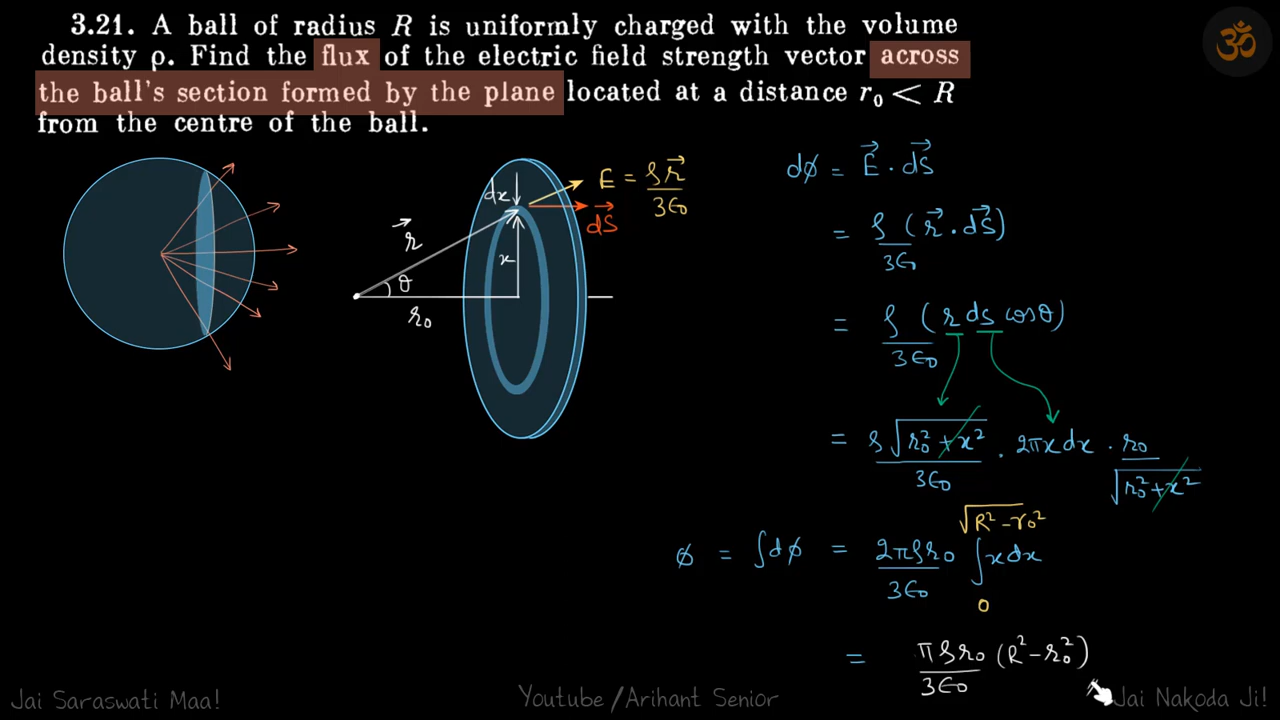 3.21. A ball of radius R is uniformly charged with the volume
density ρ. Find the flux of the electric field strength vector across
the ball's section formed by the plane located at a distance r₀ < R
from the centre of the ball.
ॐ
dx
E = ρr⃗ / 3ε₀
dS⃗
r⃗
x
θ
r₀
dϕ = E⃗ · dS⃗
= ρ/3ε₀ (r⃗ · dS⃗)
= ρ/3ε₀ (r ds cosθ)
= ρ√(r₀² + x²) / 3ε₀ · 2πx dx · r₀ / √(r₀² + x²)
ϕ = ∫dϕ = 2πρr₀ / 3ε₀ ∫₀^√(R² − r₀²) x dx
= πρr₀ / 3ε₀ (R² − r₀²)
Jai Saraswati Maa!
Youtube /Arihant Senior
Jai Nakoda Ji!